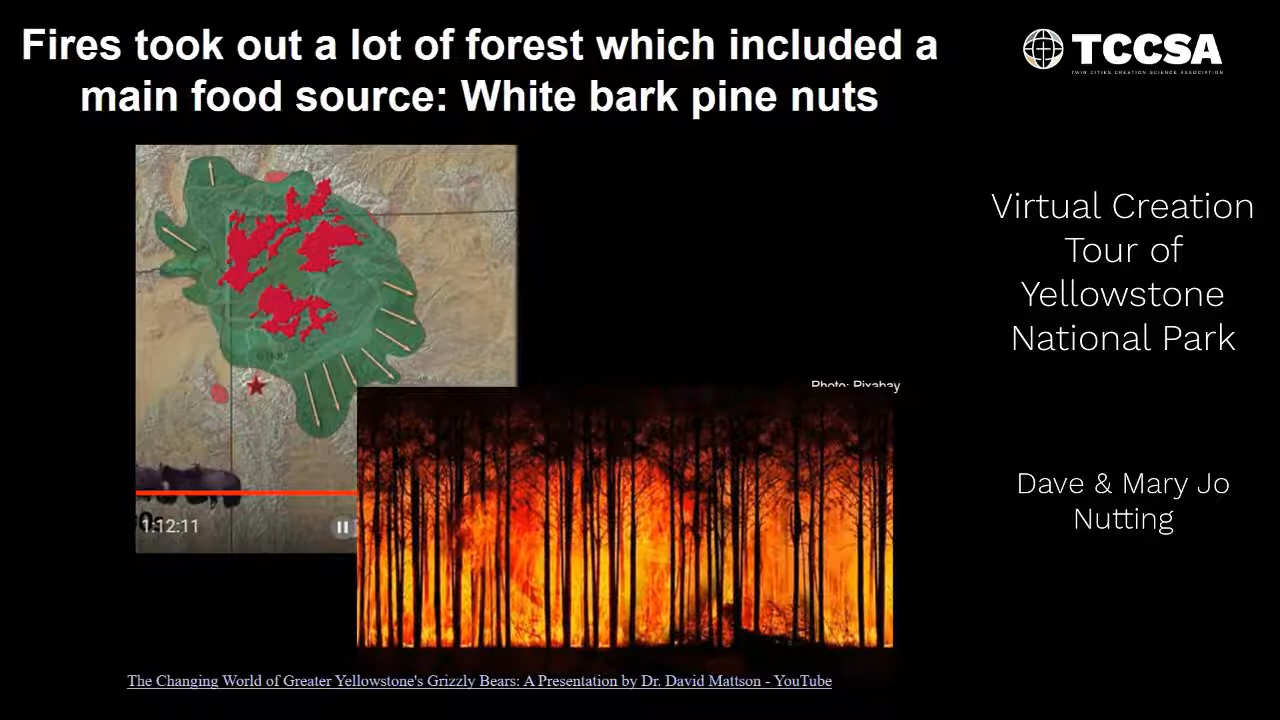 Fires took out a lot of forest which included a
main food source: White bark pine nuts
TCCSA
TWIN CITIES CREATION SCIENCE ASSOCIATION
Virtual Creation
Tour of
Yellowstone
National Park
Photo: Pixabay
Dave & Mary Jo
Nutting
1:12:11
The Changing World of Greater Yellowstone's Grizzly Bears: A Presentation by Dr. David Mattson - YouTube